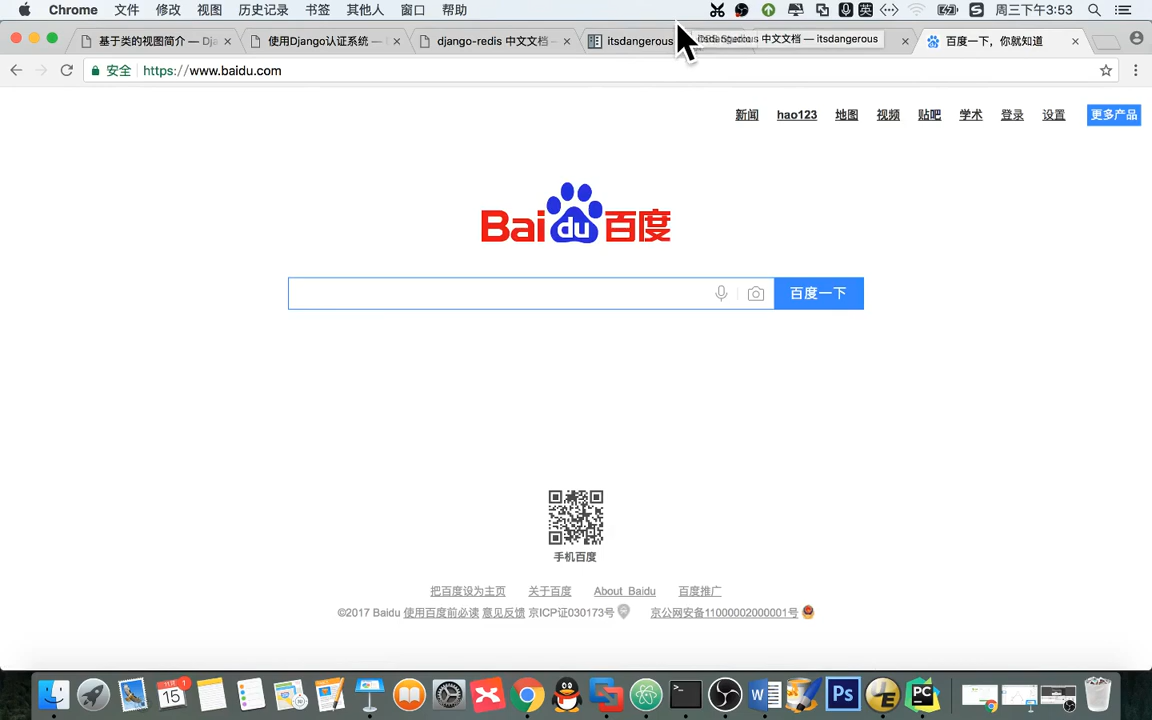 Chrome 文件 修改 视图 历史记录 书签 其他人 窗口 帮助 英 周三下午3:53
基于类的视图简介 — Dj 使用Django认证系统 — django-redis 中文文档 — itsdangerous 中文文档 — itsdangerous 百度一下，你就知道
安全 https://www.baidu.com
新闻 hao123 地图 视频 贴吧 学术 登录 设置 更多产品
Bai du 百度
百度一下
手机百度
把百度设为主页 关于百度 About Baidu 百度推广
©2017 Baidu 使用百度前必读 意见反馈 京ICP证030173号 京公网安备11000002000001号
15 1 W Ps PC